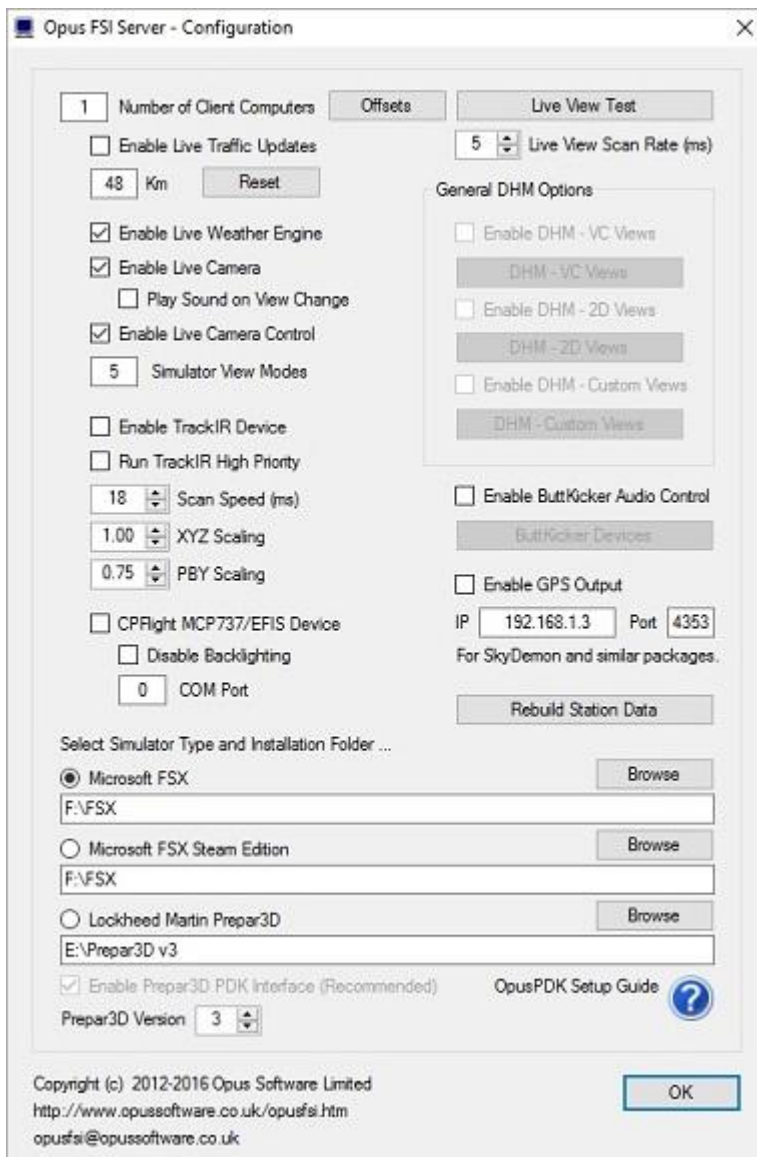 Opus FSI Server - Configuration
1 Number of Client Computers Offsets Live View Test
Enable Live Traffic Updates 5 Live View Scan Rate (ms)
48 Km Reset
General DHM Options
Enable Live Weather Engine Enable DHM - VC Views
Enable Live Camera DHM - VC Views
Play Sound on View Change Enable DHM - 2D Views
Enable Live Camera Control DHM - 2D Views
5 Simulator View Modes Enable DHM - Custom Views
DHM - Custom Views
Enable TrackIR Device
Run TrackIR High Priority
18 Scan Speed (ms) Enable ButtKicker Audio Control
1.00 XYZ Scaling ButtKicker Devices
0.75 PBY Scaling Enable GPS Output
CPFlight MCP737/EFIS Device IP 192.168.1.3 Port 4353
Disable Backlighting For SkyDemon and similar packages.
0 COM Port Rebuild Station Data
Select Simulator Type and Installation Folder ...
Microsoft FSX Browse
F:\FSX
Microsoft FSX Steam Edition Browse
F:\FSX
Lockheed Martin Prepar3D Browse
E:\Prepar3D v3
Enable Prepar3D PDK Interface (Recommended) OpusPDK Setup Guide ?
Prepar3D Version 3
Copyright (c) 2012-2016 Opus Software Limited OK
http://www.opussoftware.co.uk/opusfsi.htm
opusfsi@opussoftware.co.uk